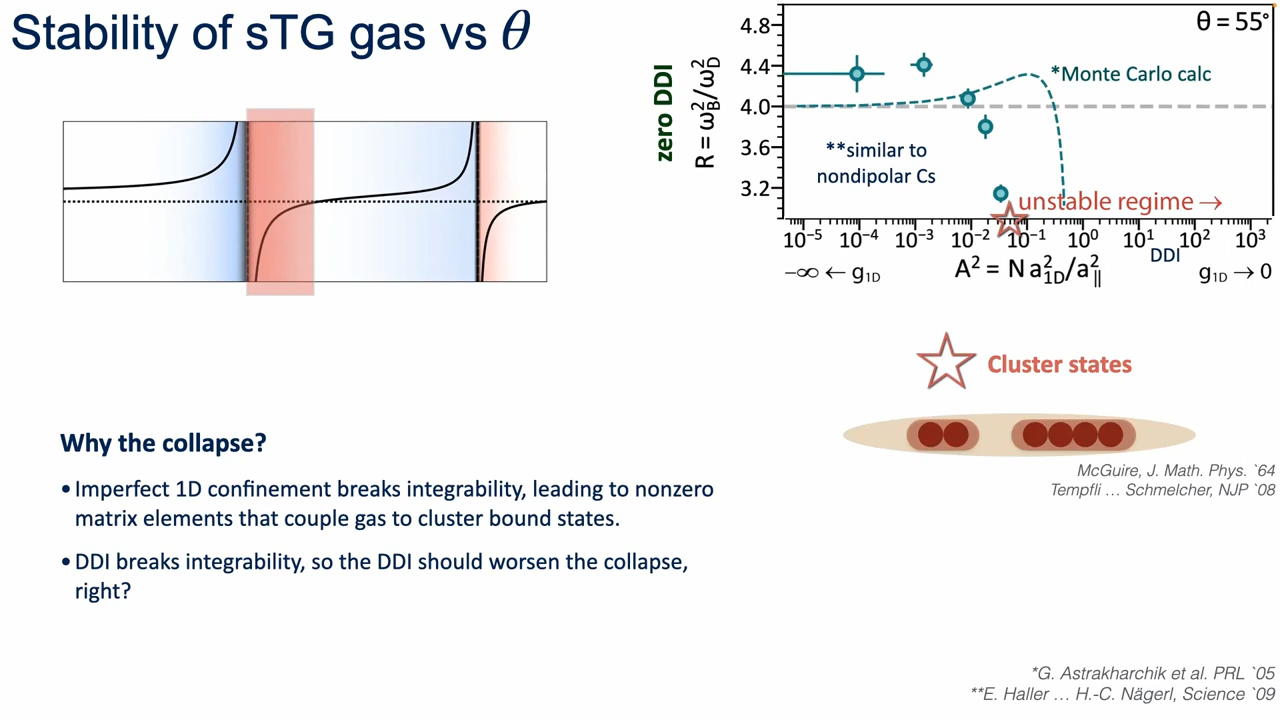 Stability of sTG gas vs θ
zero DDI
R = ω²_B/ω²_D
4.8
4.4
4.0
3.6
3.2
θ = 55°
*Monte Carlo calc
**similar to
nondipolar Cs
unstable regime →
10⁻⁵ 10⁻⁴ 10⁻³ 10⁻² 10⁻¹ 10⁰ 10¹ 10² 10³
DDI
−∞ ← g₁D A² = N a²₁D/a²∥ g₁D → 0
Cluster states
McGuire, J. Math. Phys. `64
Tempfli … Schmelcher, NJP `08
Why the collapse?
• Imperfect 1D confinement breaks integrability, leading to nonzero
matrix elements that couple gas to cluster bound states.
• DDI breaks integrability, so the DDI should worsen the collapse,
right?
*G. Astrakharchik et al. PRL `05
**E. Haller … H.-C. Nägerl, Science `09